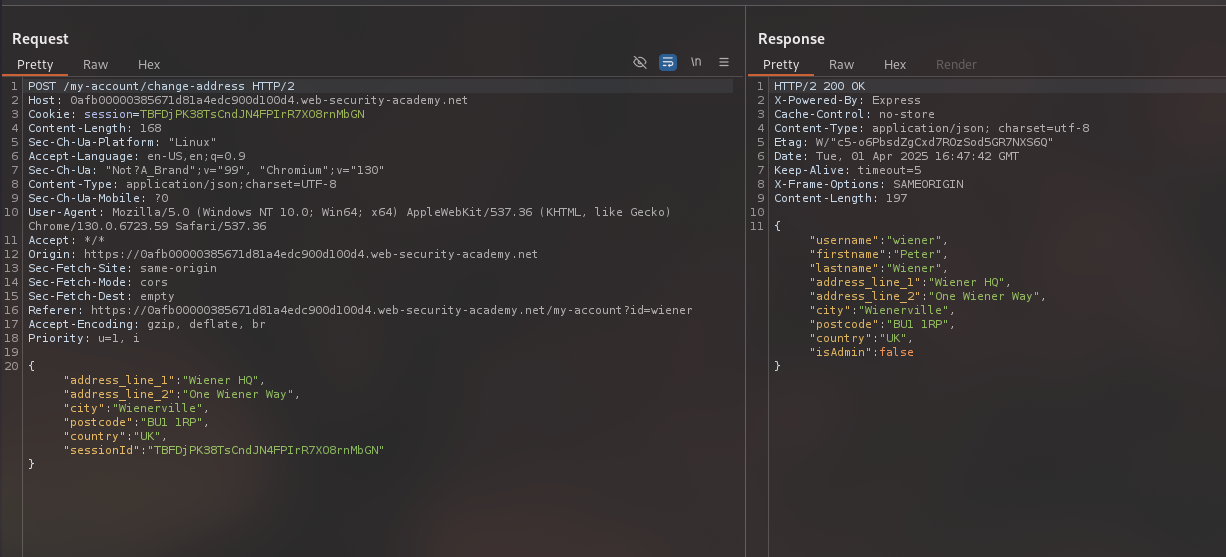 Request
Pretty Raw Hex \n
1 POST /my-account/change-address HTTP/2
2 Host: 0afb00000385671d81a4edc900d100d4.web-security-academy.net
3 Cookie: session=TBFDjPK38TsCndJN4FPIrR7XO8rnMbGN
4 Content-Length: 168
5 Sec-Ch-Ua-Platform: "Linux"
6 Accept-Language: en-US,en;q=0.9
7 Sec-Ch-Ua: "Not?A_Brand";v="99", "Chromium";v="130"
8 Content-Type: application/json;charset=UTF-8
9 Sec-Ch-Ua-Mobile: ?0
10 User-Agent: Mozilla/5.0 (Windows NT 10.0; Win64; x64) AppleWebKit/537.36 (KHTML, like Gecko)
Chrome/130.0.6723.59 Safari/537.36
11 Accept: */*
12 Origin: https://0afb00000385671d81a4edc900d100d4.web-security-academy.net
13 Sec-Fetch-Site: same-origin
14 Sec-Fetch-Mode: cors
15 Sec-Fetch-Dest: empty
16 Referer: https://0afb00000385671d81a4edc900d100d4.web-security-academy.net/my-account?id=wiener
17 Accept-Encoding: gzip, deflate, br
18 Priority: u=1, i
19
20 {
"address_line_1":"Wiener HQ",
"address_line_2":"One Wiener Way",
"city":"Wienerville",
"postcode":"BU1 1RP",
"country":"UK",
"sessionId":"TBFDjPK38TsCndJN4FPIrR7XO8rnMbGN"
}
Response
Pretty Raw Hex Render
1 HTTP/2 200 OK
2 X-Powered-By: Express
3 Cache-Control: no-store
4 Content-Type: application/json; charset=utf-8
5 Etag: W/"c5-o6PbsdZgCxd7ROzSod5GR7NXS6Q"
6 Date: Tue, 01 Apr 2025 16:47:42 GMT
7 Keep-Alive: timeout=5
8 X-Frame-Options: SAMEORIGIN
9 Content-Length: 197
10
11 {
"username":"wiener",
"firstname":"Peter",
"lastname":"Wiener",
"address_line_1":"Wiener HQ",
"address_line_2":"One Wiener Way",
"city":"Wienerville",
"postcode":"BU1 1RP",
"country":"UK",
"isAdmin":false
}